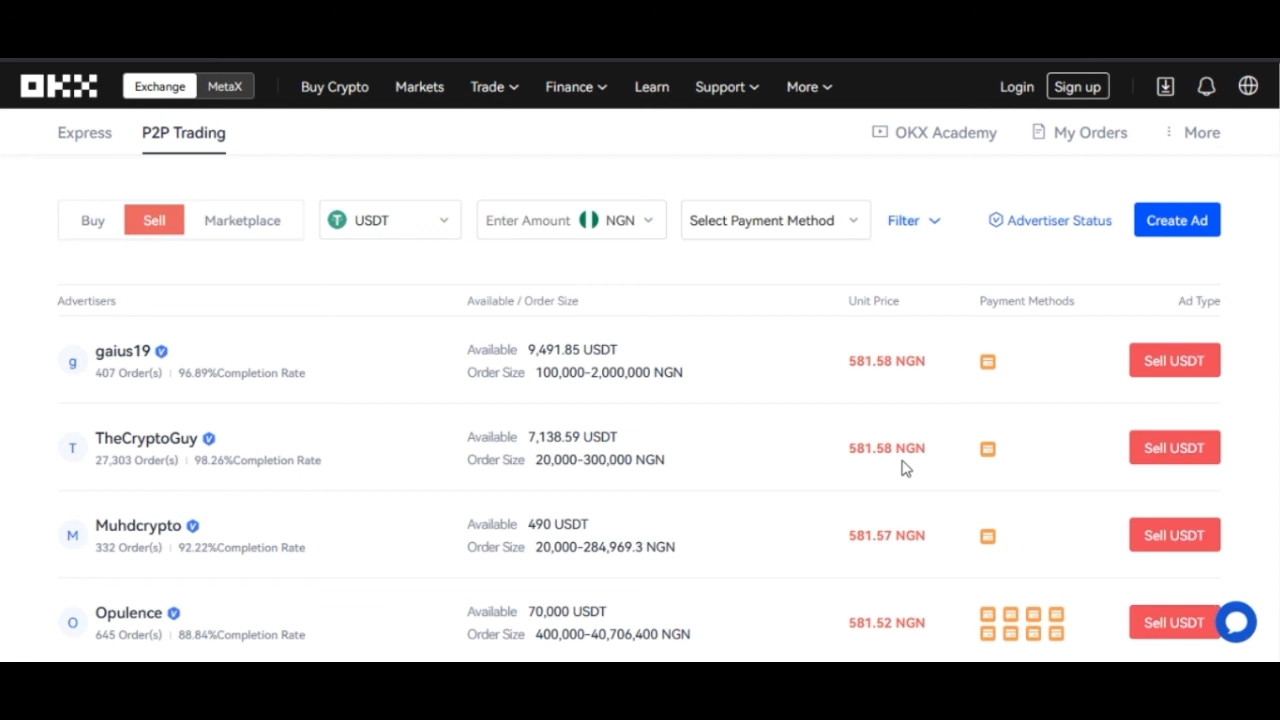 OKX Exchange MetaX Buy Crypto Markets Trade Finance Learn Support More Login Sign up
Express P2P Trading OKX Academy My Orders More
Buy Sell Marketplace T USDT Enter Amount NGN Select Payment Method Filter Advertiser Status Create Ad
Advertisers Available / Order Size Unit Price Payment Methods Ad Type
g gaius19 Available 9,491.85 USDT 581.58 NGN Sell USDT
407 Order(s) | 96.89%Completion Rate Order Size 100,000-2,000,000 NGN
T TheCryptoGuy Available 7,138.59 USDT 581.58 NGN Sell USDT
27,303 Order(s) | 98.26%Completion Rate Order Size 20,000-300,000 NGN
M Muhdcrypto Available 490 USDT 581.57 NGN Sell USDT
332 Order(s) | 92.22%Completion Rate Order Size 20,000-284,969.3 NGN
O Opulence Available 70,000 USDT 581.52 NGN Sell USDT
645 Order(s) | 88.84%Completion Rate Order Size 400,000-40,706,400 NGN